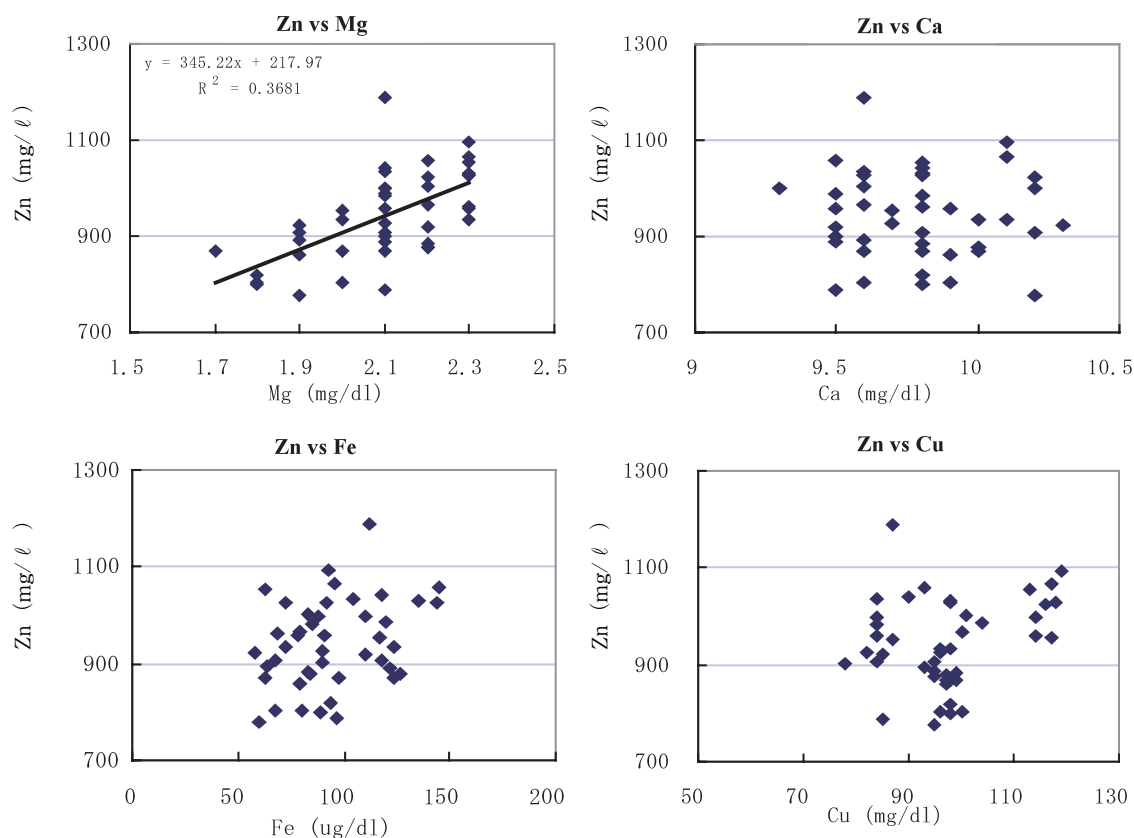 Zn vs Mg
1300
y = 345.22x + 217.97
R² = 0.3681
1100
900
700
Zn (mg/ℓ)
1.5 1.7 1.9 2.1 2.3 2.5
Mg (mg/dl)
Zn vs Ca
1300
1100
900
700
Zn (mg/ℓ)
9 9.5 10 10.5
Ca (mg/dl)
Zn vs Fe
1300
1100
900
700
Zn (mg/ℓ)
0 50 100 150 200
Fe (ug/dl)
Zn vs Cu
1300
1100
900
700
Zn (mg/ℓ)
50 70 90 110 130
Cu (mg/dl)